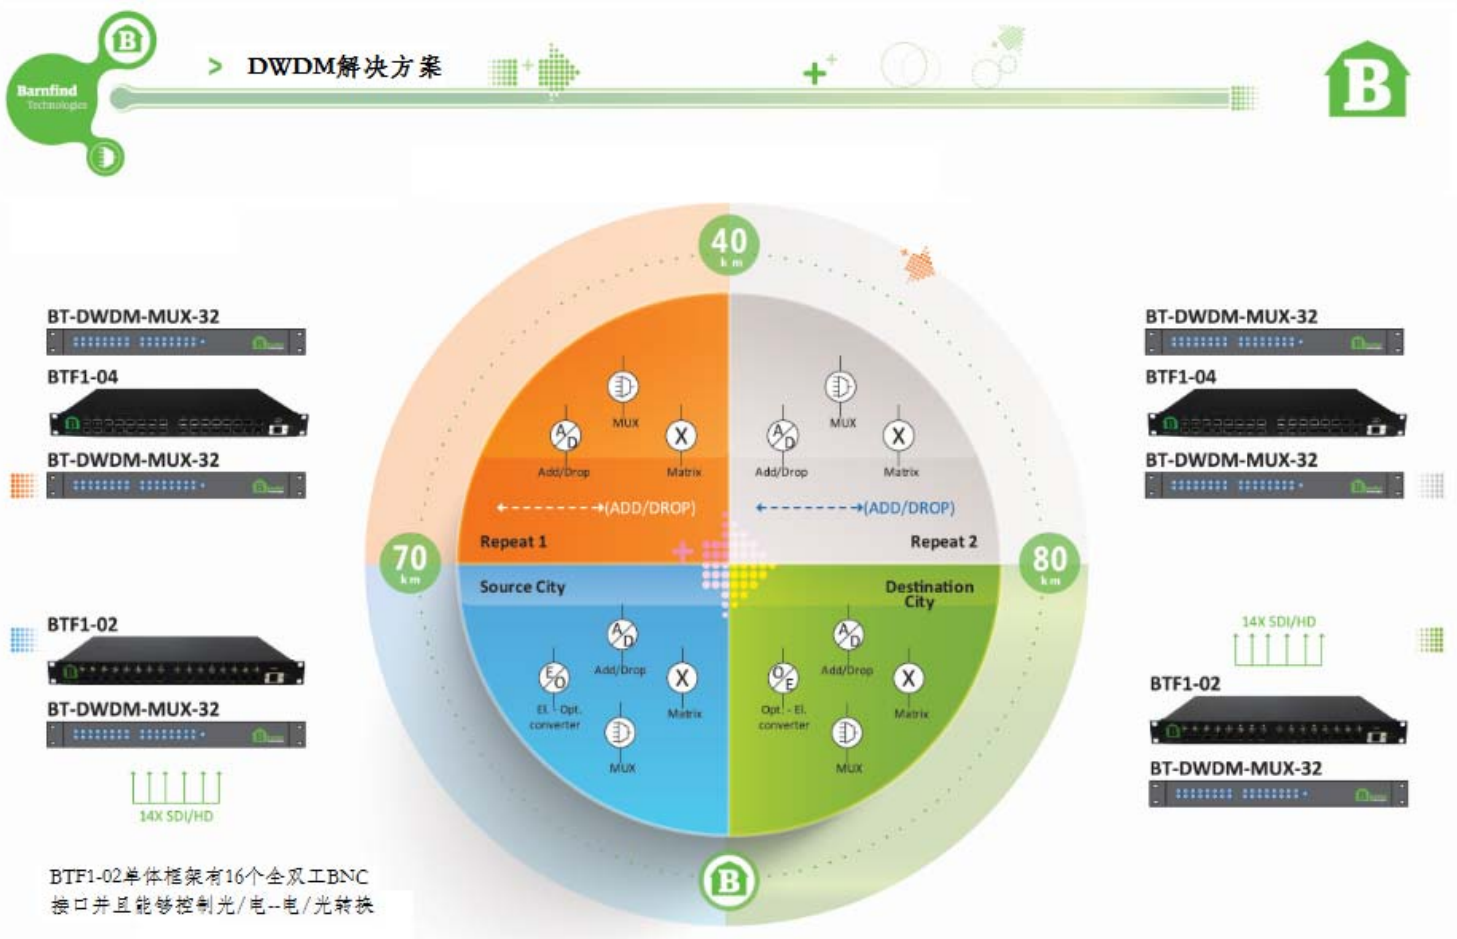 B
Barnfind
Technologies
> DWDM解决方案
B
40
km
BT-DWDM-MUX-32
BTF1-04
BT-DWDM-MUX-32
BT-DWDM-MUX-32
BTF1-04
BT-DWDM-MUX-32
MUX
A/D
Add/Drop
X
Matrix
(ADD/DROP)
Repeat 1
MUX
A/D
Add/Drop
X
Matrix
(ADD/DROP)
Repeat 2
70
km
80
km
Source City
A/D
Add/Drop
E/O
El. - Opt.
converter
X
Matrix
MUX
Destination
City
A/D
Add/Drop
O/E
Opt. - El.
converter
X
Matrix
MUX
BTF1-02
BT-DWDM-MUX-32
14X SDI/HD
14X SDI/HD
BTF1-02
BT-DWDM-MUX-32
B
BTF1-02单体框架有16个全双工BNC
接口并且能够控制光/电--电/光转换